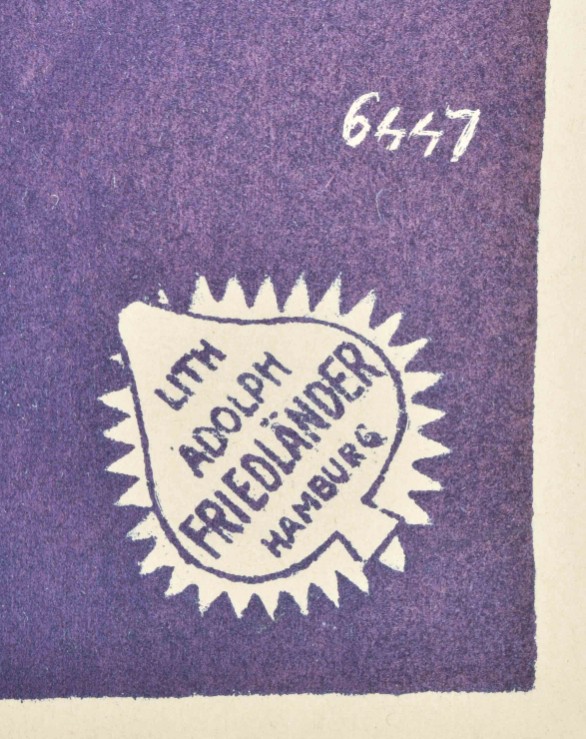 6447
LITH
ADOLPH
FRIEDLÄNDER
HAMBURG